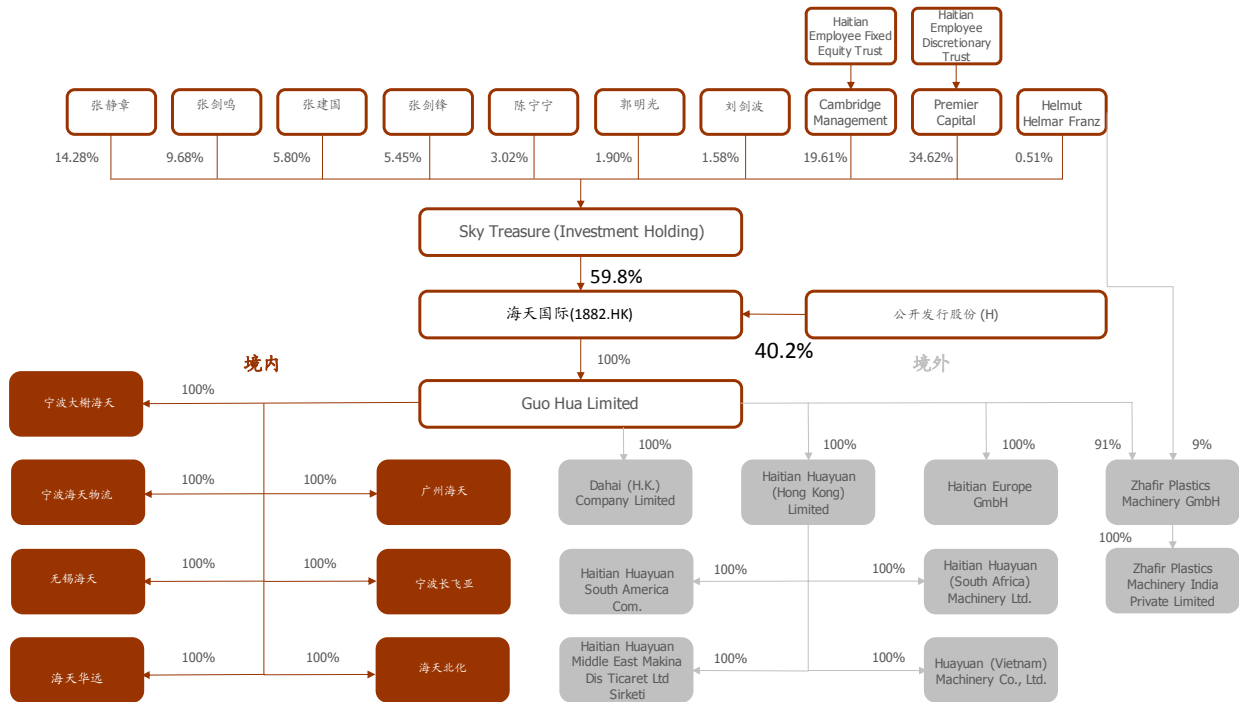 Haitian
Employee Fixed
Equity Trust
Haitian
Employee
Discretionary
Trust
张静章
张剑鸣
张建国
张剑锋
陈宁宁
郭明光
刘剑波
Cambridge
Management
Premier
Capital
Helmut
Helmar Franz
14.28%
9.68%
5.80%
5.45%
3.02%
1.90%
1.58%
19.61%
34.62%
0.51%
Sky Treasure (Investment Holding)
59.8%
海天国际(1882.HK)
公开发行股份 (H)
40.2%
100%
境内
境外
Guo Hua Limited
宁波大榭海天
100%
100%
100%
100%
91%
9%
宁波海天物流
100%
100%
广州海天
Dahai (H.K.)
Company Limited
Haitian Huayuan
(Hong Kong)
Limited
Haitian Europe
GmbH
Zhafir Plastics
Machinery GmbH
100%
无锡海天
100%
100%
宁波长飞亚
Haitian Huayuan
South America
Com.
100%
100%
Haitian Huayuan
(South Africa)
Machinery Ltd.
Zhafir Plastics
Machinery India
Private Limited
海天华远
100%
100%
海天北化
Haitian Huayuan
Middle East Makina
Dis Ticaret Ltd
Sirketi
100%
100%
Huayuan (Vietnam)
Machinery Co., Ltd.